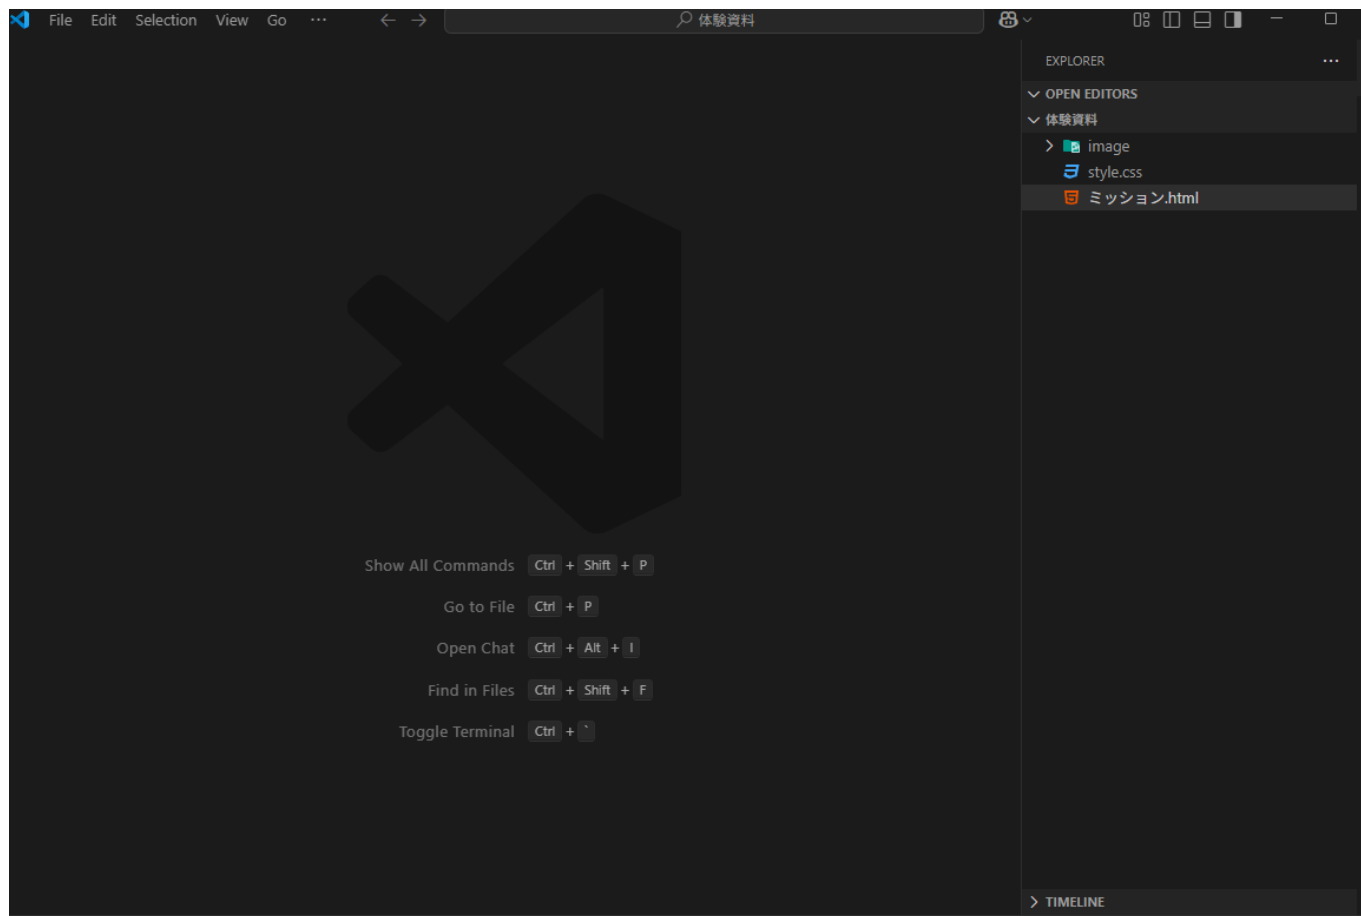 File Edit Selection View Go ··· 体験資料
EXPLORER ···
OPEN EDITORS
体験資料
image
style.css
ミッション.html
Show All Commands Ctrl + Shift + P
Go to File Ctrl + P
Open Chat Ctrl + Alt + I
Find in Files Ctrl + Shift + F
Toggle Terminal Ctrl + `
TIMELINE